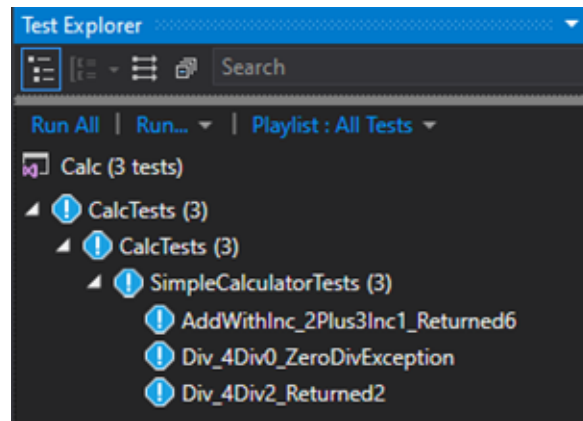 Test Explorer
Search
Run All | Run... | Playlist : All Tests
Calc (3 tests)
CalcTests (3)
CalcTests (3)
SimpleCalculatorTests (3)
AddWithInc_2Plus3Inc1_Returned6
Div_4Div0_ZeroDivException
Div_4Div2_Returned2